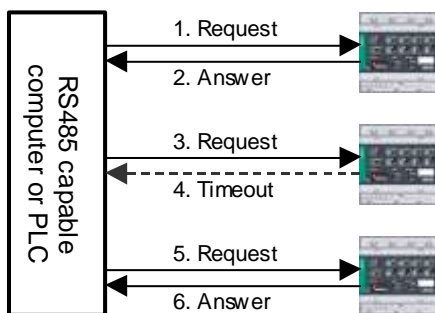 RS485 capable
computer or PLC
1. Request
2. Answer
3. Request
4. Timeout
5. Request
6. Answer